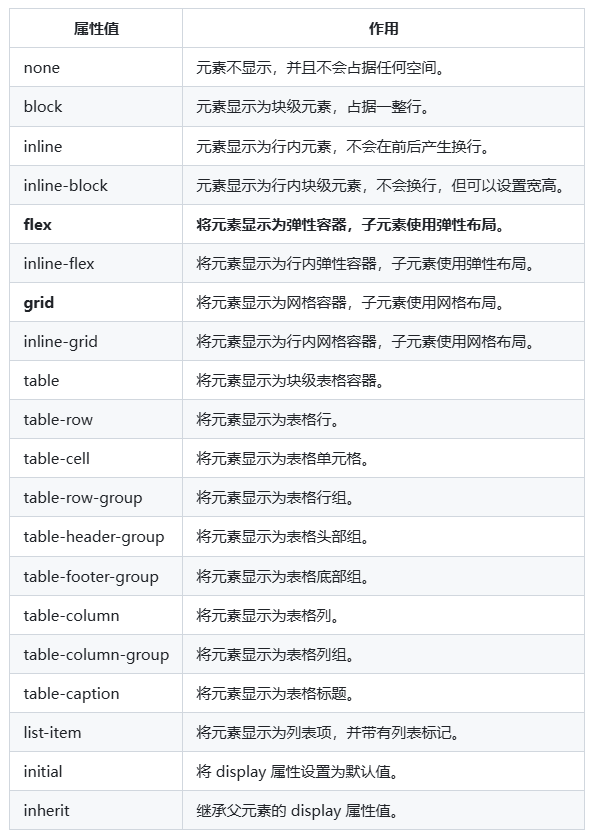 属性值 作用
none 元素不显示，并且不会占据任何空间。
block 元素显示为块级元素，占据一整行。
inline 元素显示为行内元素，不会在前后产生换行。
inline-block 元素显示为行内块级元素，不会换行，但可以设置宽高。
flex 将元素显示为弹性容器，子元素使用弹性布局。
inline-flex 将元素显示为行内弹性容器，子元素使用弹性布局。
grid 将元素显示为网格容器，子元素使用网格布局。
inline-grid 将元素显示为行内网格容器，子元素使用网格布局。
table 将元素显示为块级表格容器。
table-row 将元素显示为表格行。
table-cell 将元素显示为表格单元格。
table-row-group 将元素显示为表格行组。
table-header-group 将元素显示为表格头部组。
table-footer-group 将元素显示为表格底部组。
table-column 将元素显示为表格列。
table-column-group 将元素显示为表格列组。
table-caption 将元素显示为表格标题。
list-item 将元素显示为列表项，并带有列表标记。
initial 将 display 属性设置为默认值。
inherit 继承父元素的 display 属性值。